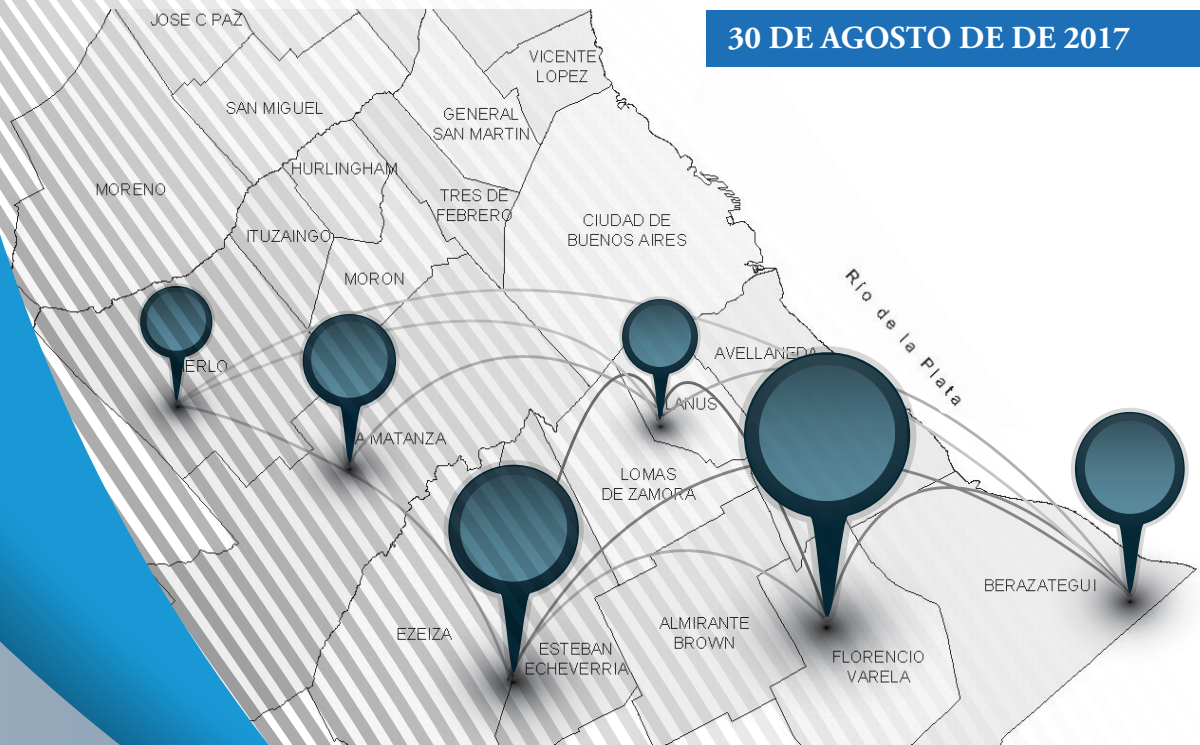 JOSE C PAZ
30 DE AGOSTO DE DE 2017
VICENTE
LOPEZ
SAN MIGUEL
GENERAL
SAN MARTIN
HURLINGHAM
MORENO
TRES DE
FEBRERO
CIUDAD DE
BUENOS AIRES
ITUZAINGO
MORON
Río de la Plata
ERLO
AVELLANEDA
LANUS
A MATANZA
LOMAS
DE ZAMORA
BERAZATEGUI
EZEIZA
ESTEBAN
ECHEVERRIA
ALMIRANTE
BROWN
FLORENCIO
VARELA